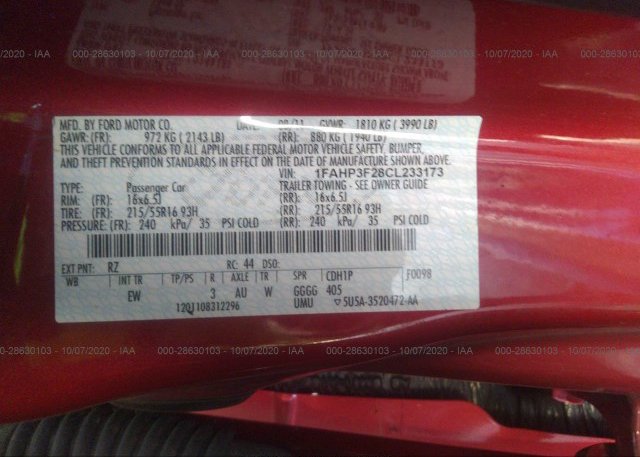 000-28630103 - 10/07/2020 - IAA 000-28630103 - 10/07/2020 - IAA 000-28630103 - 10/07/2020 - IAA
MFD. BY FORD MOTOR CO. DATE: 08/11 GVWR: 1810 KG ( 3990 LB)
GAWR: (FR): 972 KG ( 2143 LB) (RR): 880 KG ( 1940 LB)
THIS VEHICLE CONFORMS TO ALL APPLICABLE FEDERAL MOTOR VEHICLE SAFETY, BUMPER,
AND THEFT PREVENTION STANDARDS IN EFFECT ON THE DATE OF MANUFACTURE SHOWN ABOVE.
VIN: 1FAHP3F28CL233173
TYPE: Passenger Car TRAILER TOWING - SEE OWNER GUIDE
RIM: (FR): 16x6.5J (RR): 16x6.5J
TIRE: (FR): 215/55R16 93H (RR): 215/55R16 93H
PRESSURE: (FR): 240 kPa/ 35 PSI COLD (RR): 240 kPa/ 35 PSI COLD
EXT PNT: RZ RC: 44 DSO: F0098
WB INT TR TP/PS R AXLE TR SPR CDH1P
EW 3 AU W GGGG 405
1201108312296 UMU 5U5A-3520472-AA
000-28630103 - 10/07/2020 - IAA 000-28630103 - 10/07/2020 - IAA 000-28630103 - 10/07/2020 - IAA